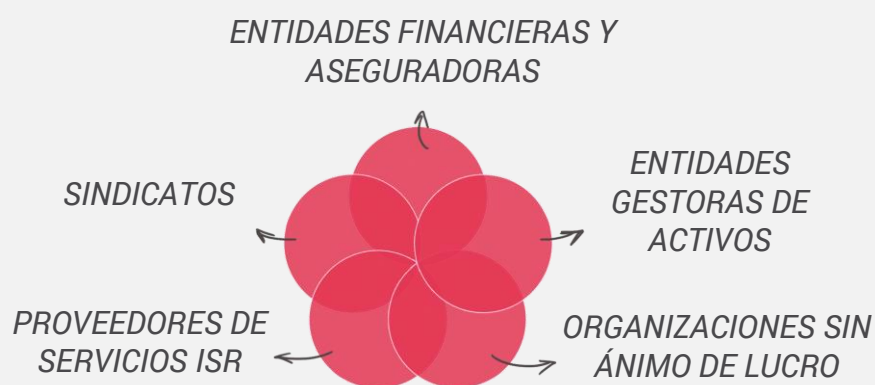 ENTIDADES FINANCIERAS Y
ASEGURADORAS
SINDICATOS
ENTIDADES
GESTORAS DE
ACTIVOS
PROVEEDORES DE
SERVICIOS ISR
ORGANIZACIONES SIN
ÁNIMO DE LUCRO